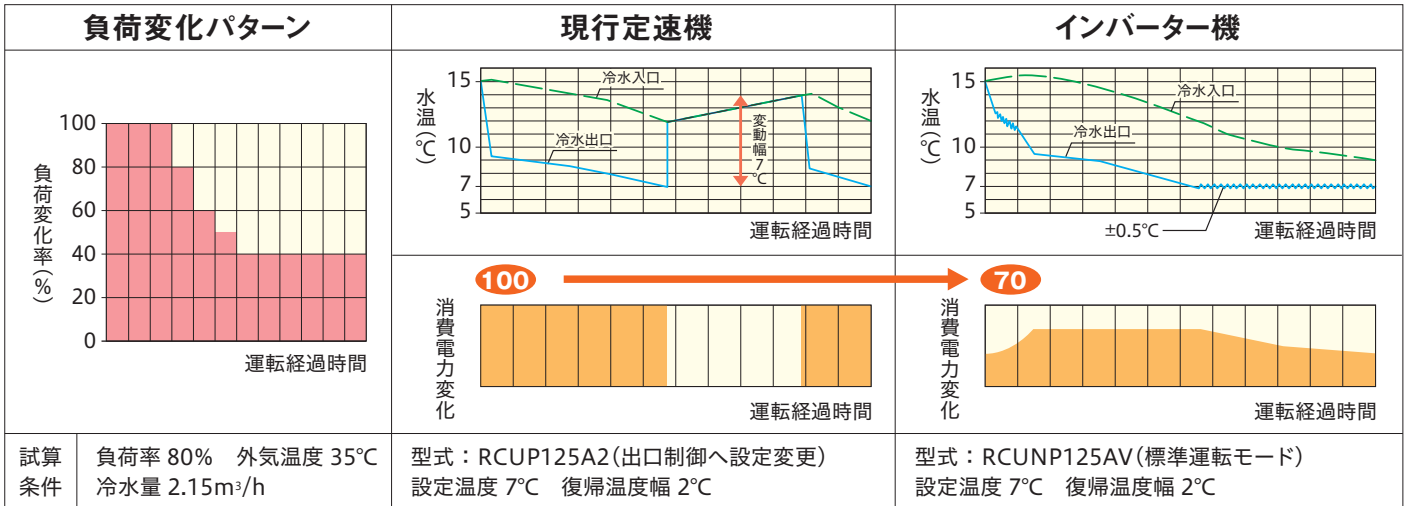 負荷変化パターン
現行定速機
インバーター機
負荷変化率(%)
100
80
60
40
20
0
運転経過時間
水温(℃)
15
10
7
5
冷水入口
冷水出口
変動幅7℃
運転経過時間
水温(℃)
15
10
7
5
冷水入口
冷水出口
±0.5℃
運転経過時間
100
消費電力変化
運転経過時間
70
消費電力変化
運転経過時間
試算
条件
負荷率 80%　外気温度 35℃
冷水量 2.15m³/h
型式：RCUP125A2(出口制御へ設定変更)
設定温度 7℃　復帰温度幅 2℃
型式：RCUNP125AV(標準運転モード)
設定温度 7℃　復帰温度幅 2℃